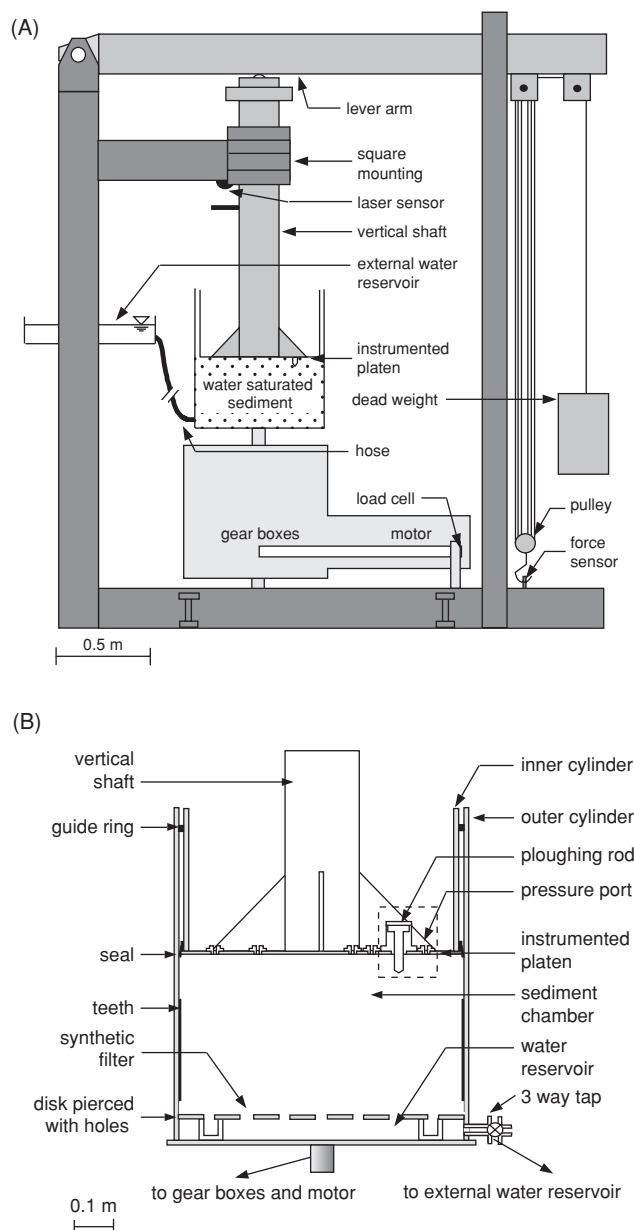 (A)
lever arm
square
mounting
laser sensor
vertical shaft
external water
reservoir
instrumented
platen
water saturated
sediment
dead weight
hose
load cell
gear boxes
motor
pulley
force
sensor
0.5 m
(B)
vertical
shaft
inner cylinder
guide ring
outer cylinder
ploughing rod
pressure port
seal
instrumented
platen
teeth
sediment
chamber
synthetic
filter
water
reservoir
disk pierced
with holes
3 way tap
to gear boxes and motor
to external water reservoir
0.1 m